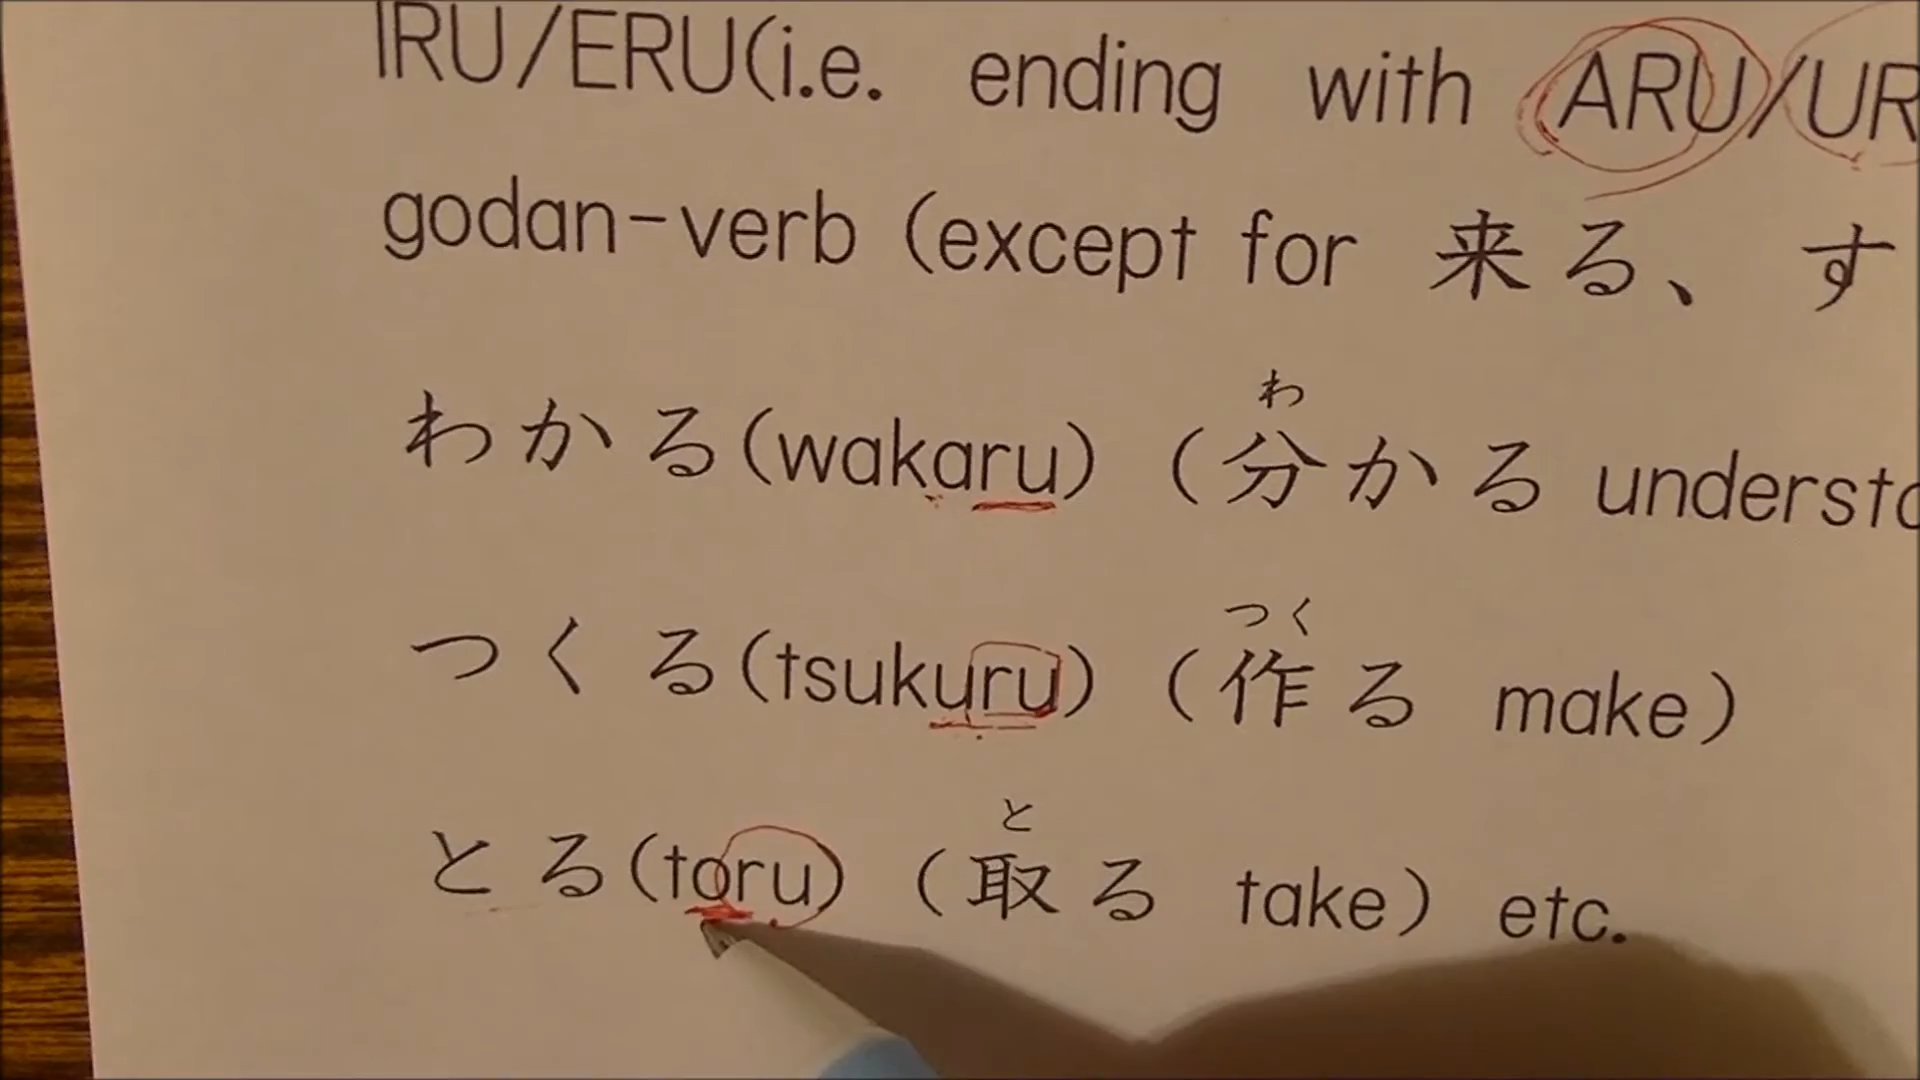 IRU/ERU(i.e. ending with ARU/UR
godan-verb (except for 来る、す
わかる(wakaru) (分かる understa
わ
つくる(tsukuru) (作る make)
つく
とる(toru) (取る take) etc.
と